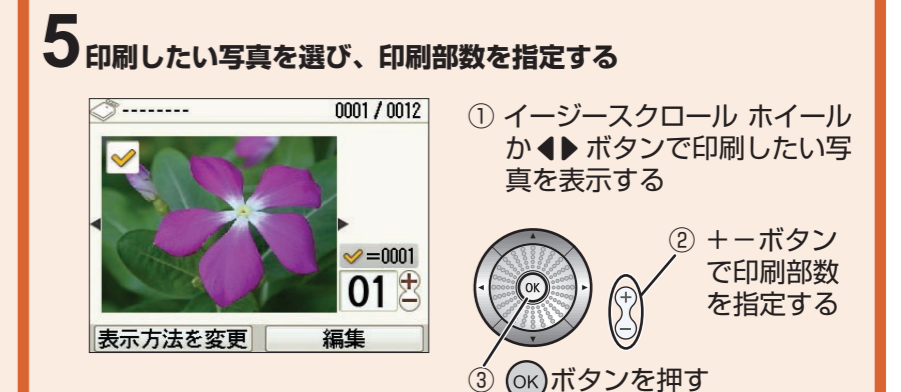 5 印刷したい写真を選び、印刷部数を指定する
-------- 0001 / 0012
=0001
01 + −
表示方法を変更 編集
① イージースクロール ホイール
か◀▶ボタンで印刷したい写
真を表示する
② ＋－ボタン
で印刷部数
を指定する
OK
+
−
③ OKボタンを押す